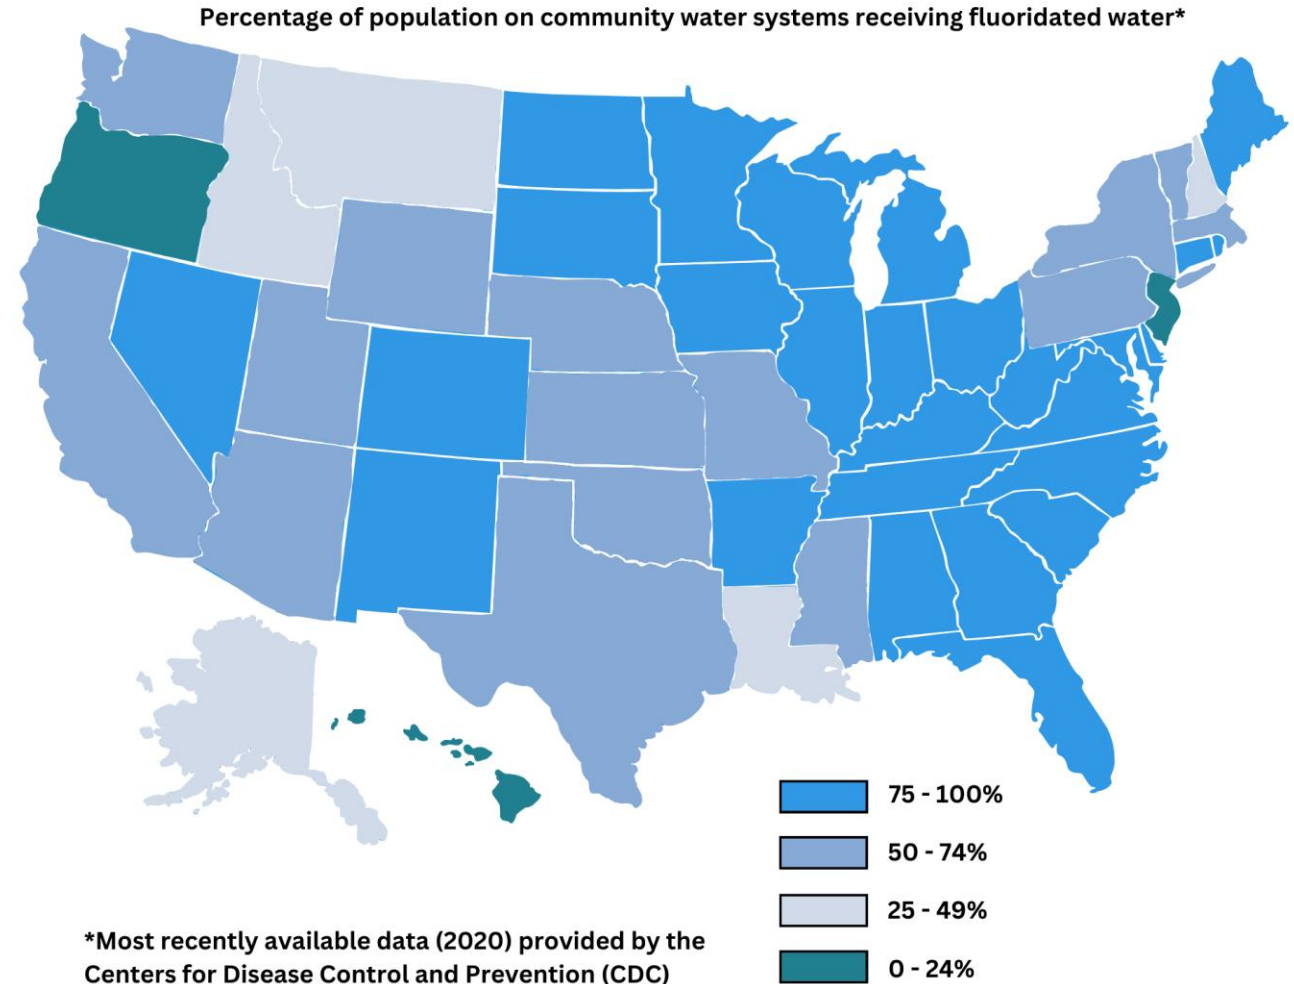 Percentage of population on community water systems receiving fluoridated water*
75 - 100%
50 - 74%
25 - 49%
0 - 24%
*Most recently available data (2020) provided by the
Centers for Disease Control and Prevention (CDC)